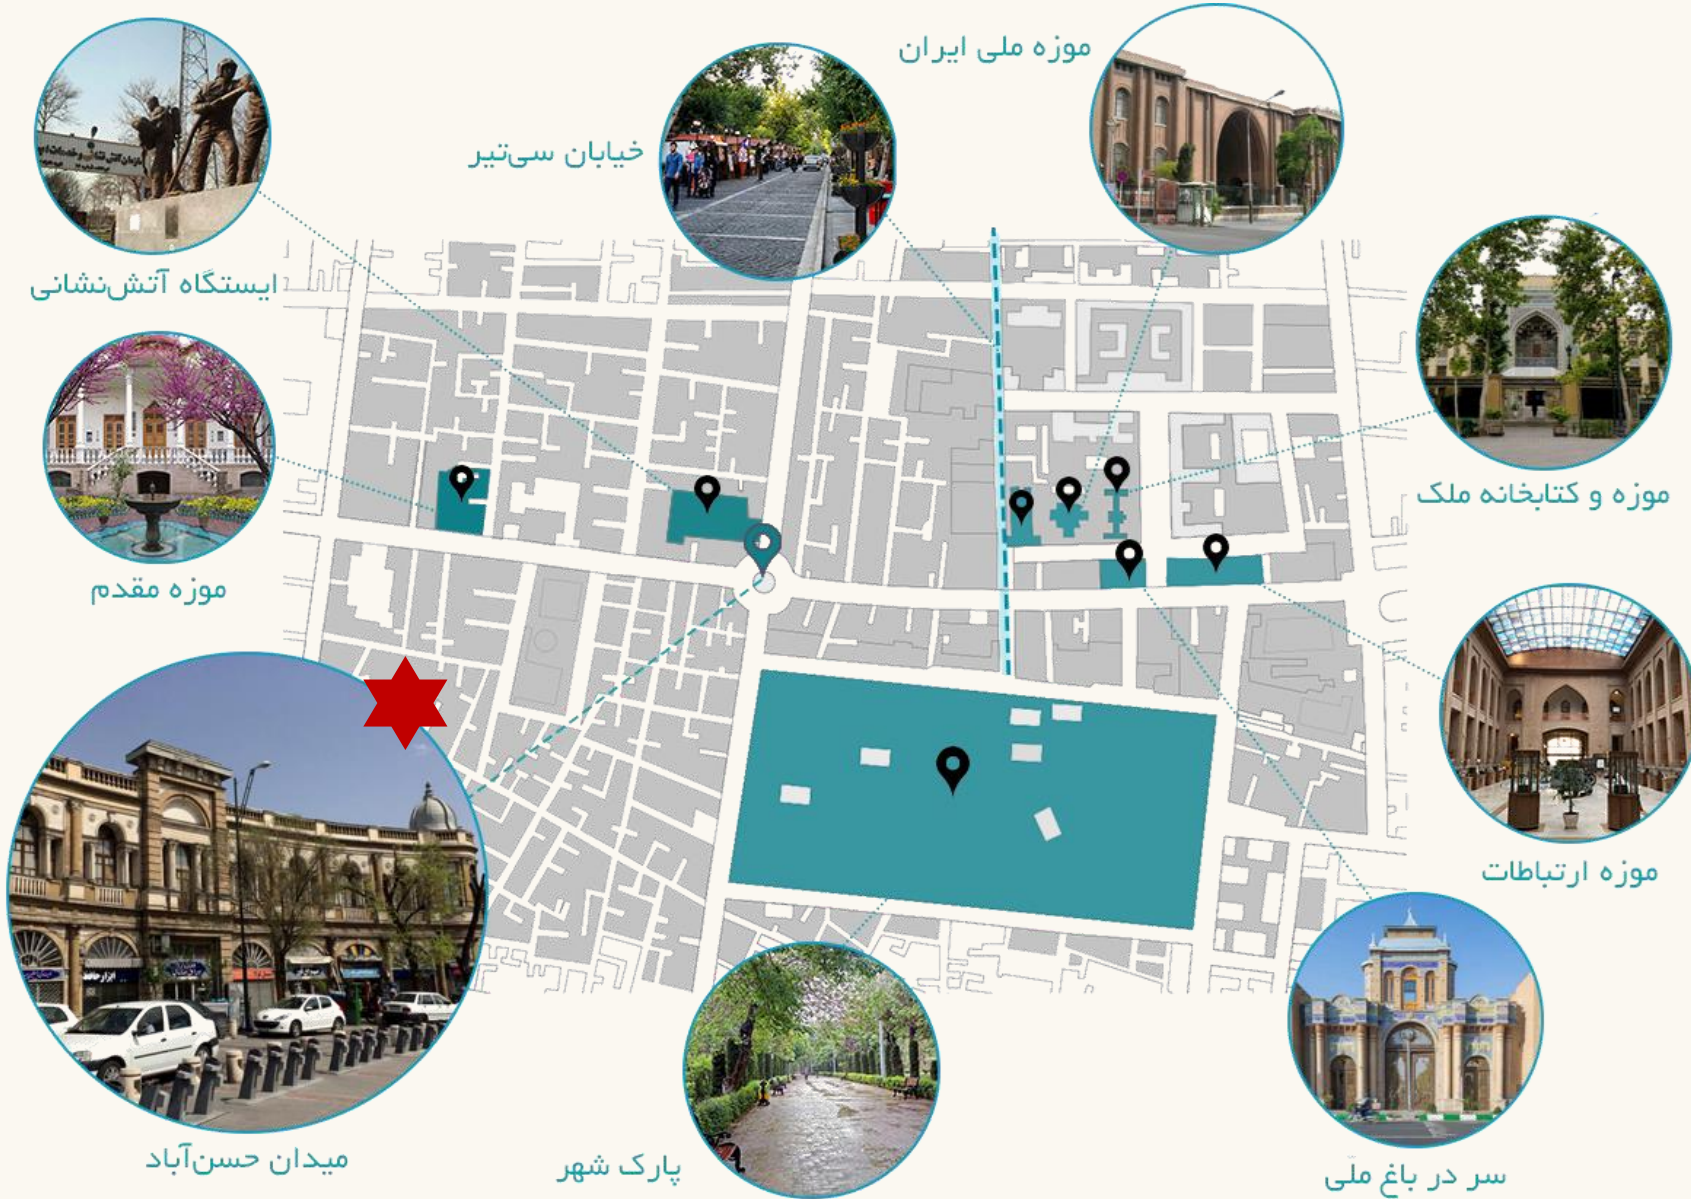 موزه ملی ایران
خیابان سی‌تیر
ایستگاه آتش‌نشانی
موزه و کتابخانه ملک
موزه مقدم
موزه ارتباطات
میدان حسن‌آباد
پارک شهر
سر در باغ ملّی